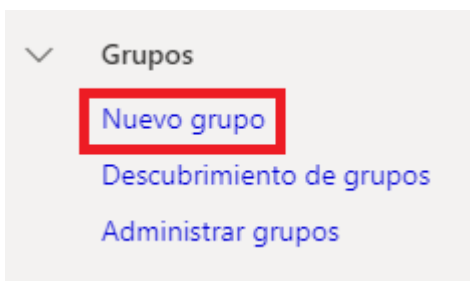 Grupos
Nuevo grupo
Descubrimiento de grupos
Administrar grupos